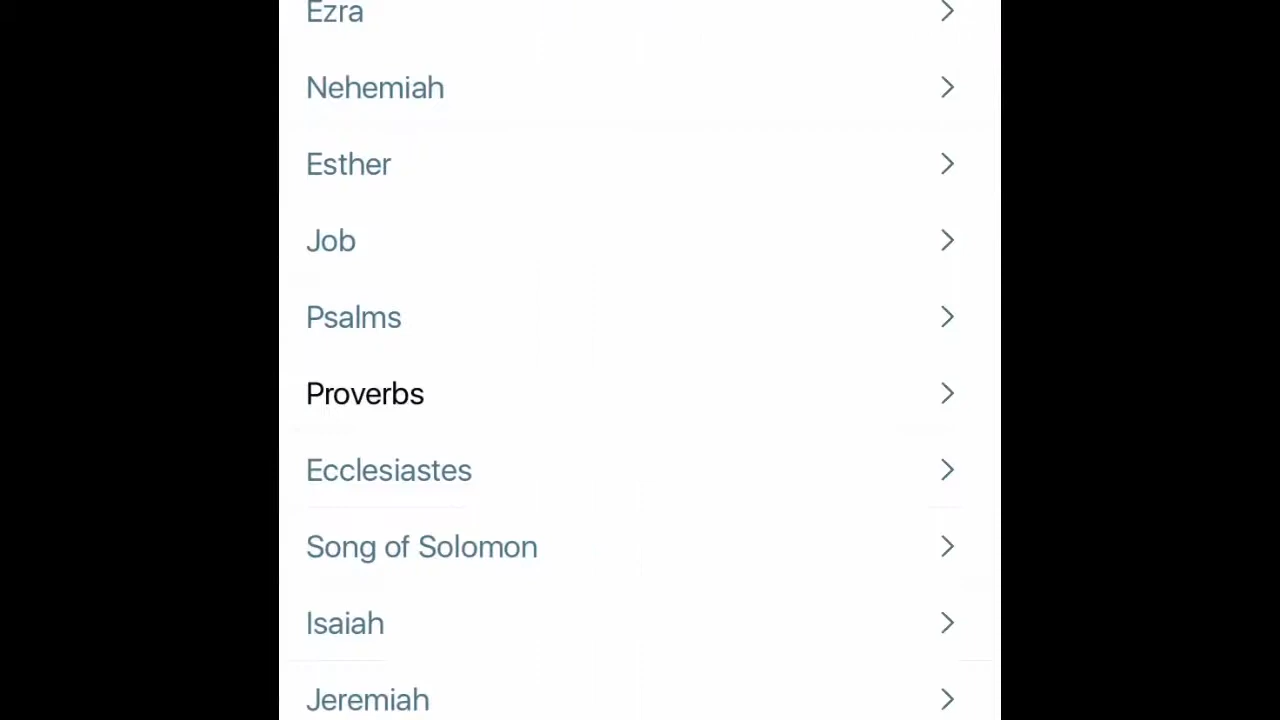 Ezra
Nehemiah
Esther
Job
Psalms
Proverbs
Ecclesiastes
Song of Solomon
Isaiah
Jeremiah